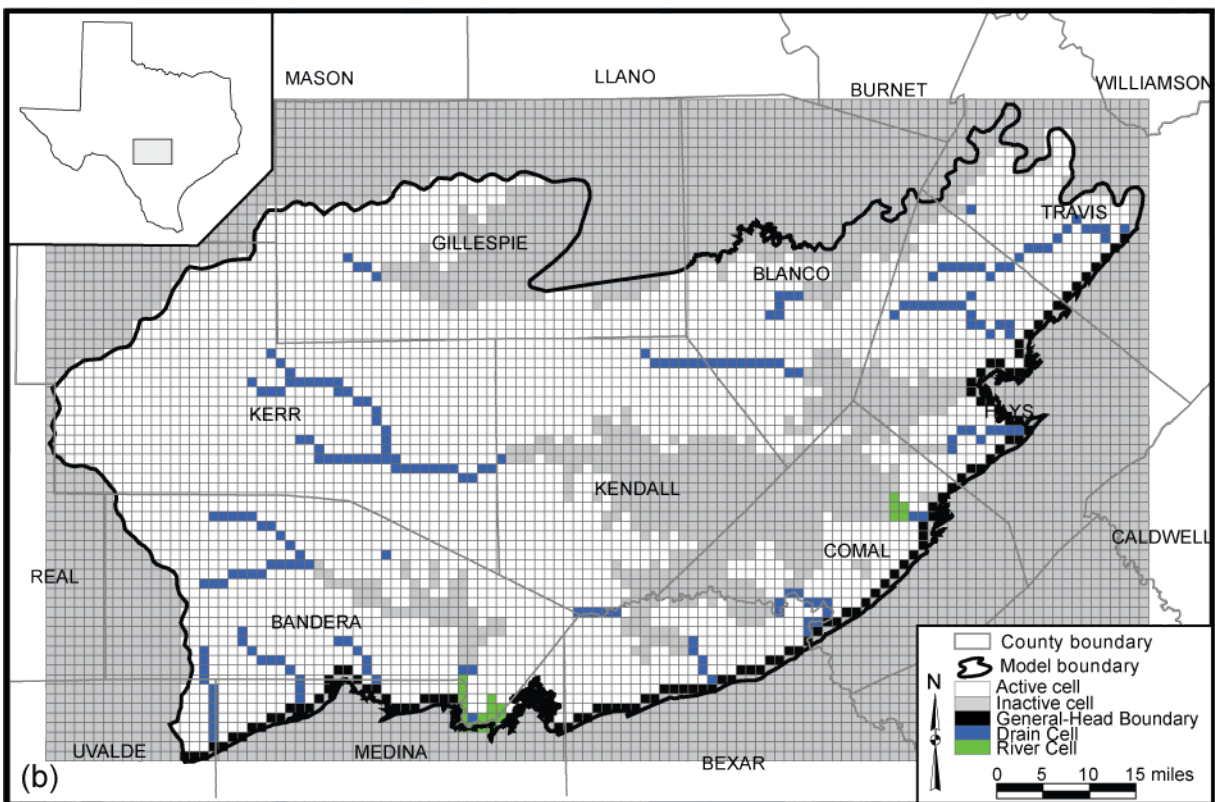 MASON
LLANO
BURNET
WILLIAMSON
TRAVIS
GILLESPIE
BLANCO
KERR
HAYS
KENDALL
COMAL
CALDWELL
REAL
BANDERA
UVALDE
MEDINA
BEXAR
(b)
County boundary
Model boundary
Active cell
Inactive cell
General-Head Boundary
Drain Cell
River Cell
N
0 5 10 15 miles